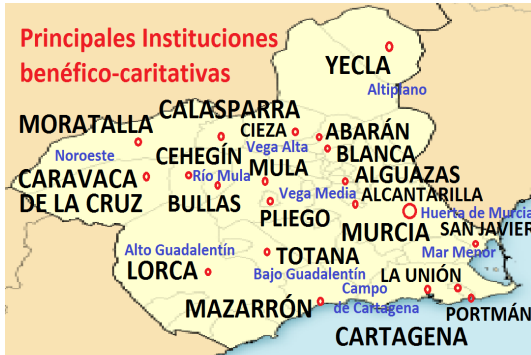 Principales Instituciones
benéfico-caritativas
YECLA
Altiplano
CALASPARRA
MORATALLA
CIEZA
ABARÁN
Vega Alta
BLANCA
Noroeste
CEHEGÍN
MULA
ALGUAZAS
CARAVACA
DE LA CRUZ
Río Mula
BULLAS
Vega Media
ALCANTARILLA
PLIEGO
Huerta de Murcia
MURCIA
SAN JAVIER
Alto Guadalentín
TOTANA
Mar Menor
LORCA
Bajo Guadalentín
LA UNIÓN
Campo
de Cartagena
MAZARRÓN
PORTMÁN
CARTAGENA